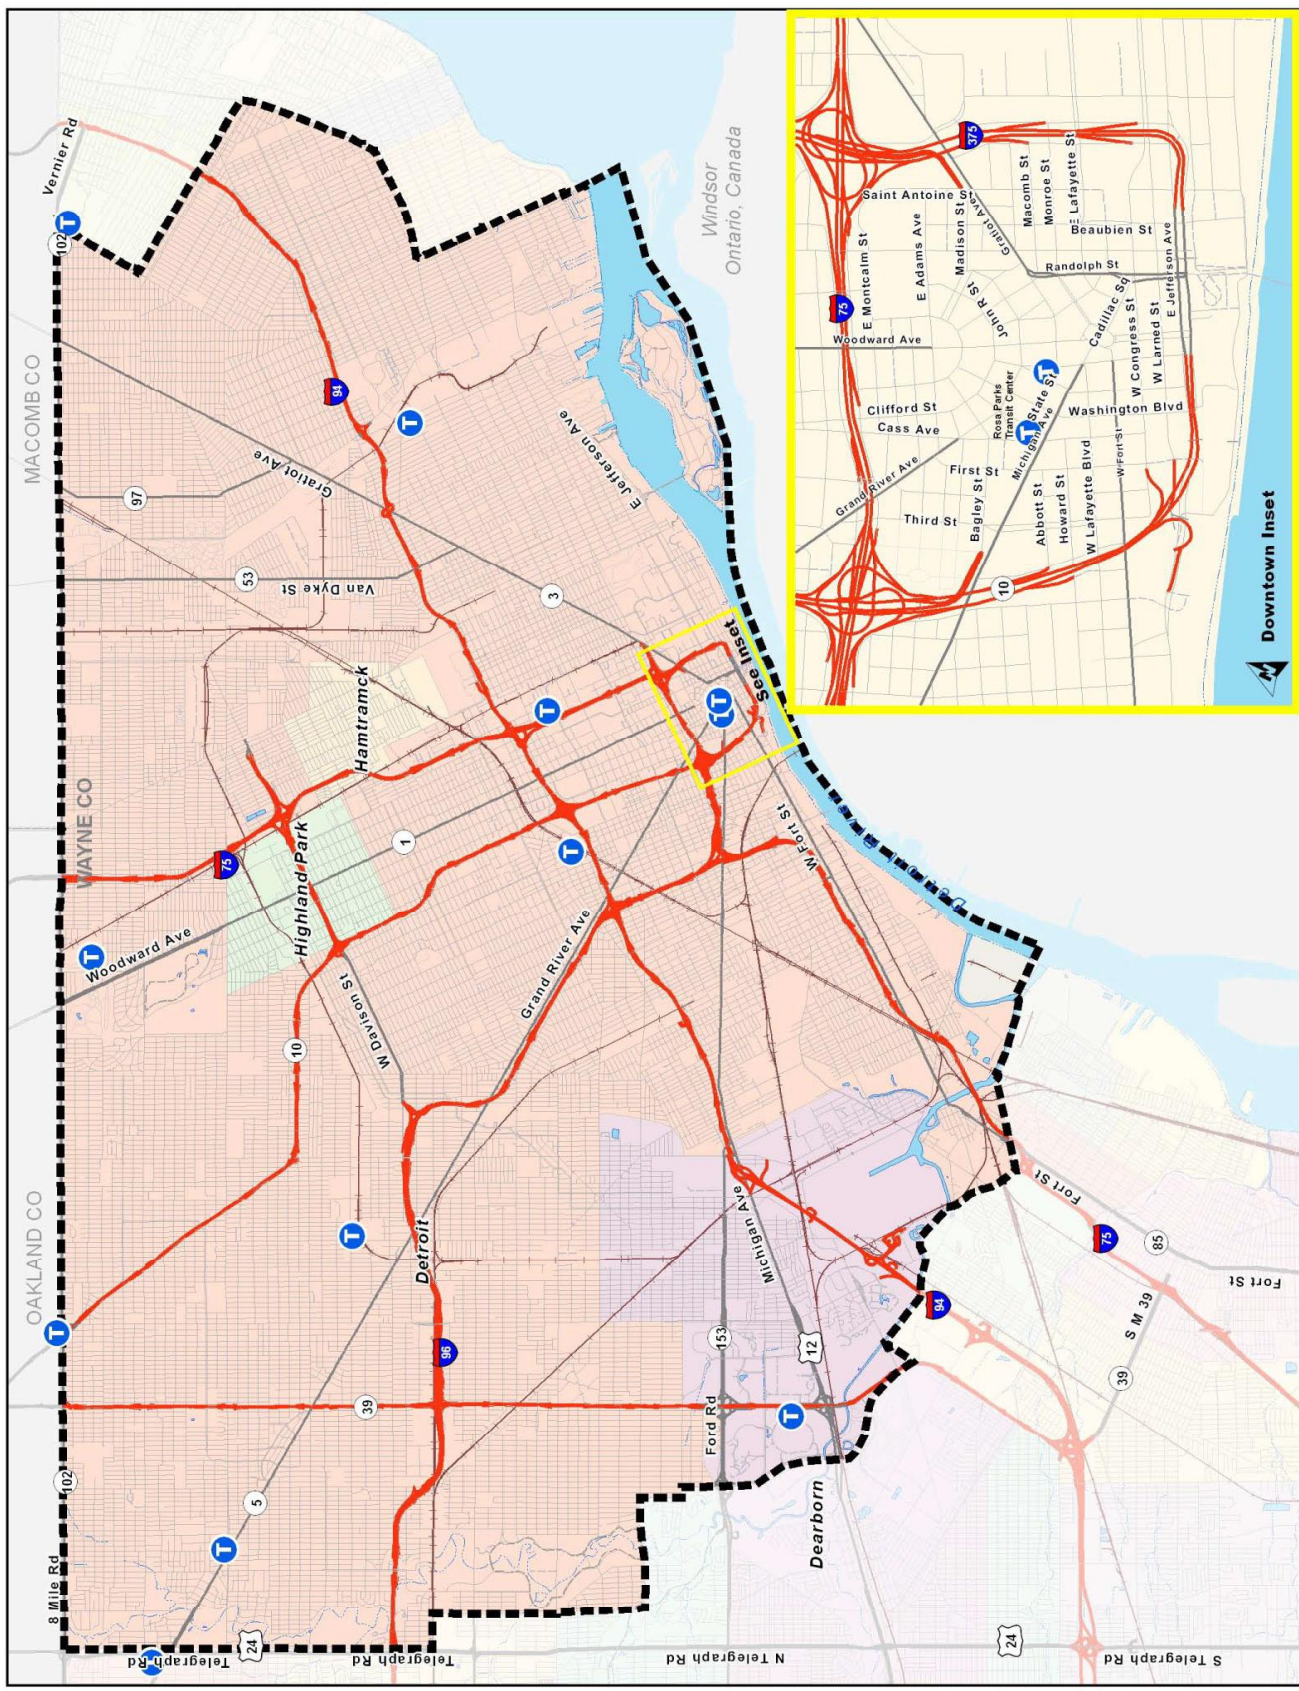 Vernier Rd
102
T
MACOMB CO
94
T
97
Gratiot Ave
E Jefferson Ave
53
Van Dyke St
3
Windsor
Ontario, Canada
WAYNE CO
Hamtramck
T
See Inset
T
75
Highland Park
1
T
W Fort St
Woodward Ave
T
W Davison St
Grand River Ave
10
OAKLAND CO
T
T
Detroit
96
39
Michigan Ave
153
12
Ford Rd
T
Dearborn
94
75
85
Fort St
Fort St
S M 39
39
102
5
T
8 Mile Rd
24
Telegraph Rd
Telegraph Rd
N Telegraph Rd
24
S Telegraph Rd
375
Saint Antoine St
Macomb St
Monroe St
E Lafayette St
E Adams Ave
Madison St
Gratiot Ave
Beaubien St
E Montcalm St
Randolph St
75
John R St
Cadillac Sq
E Jefferson Ave
Woodward Ave
W Congress St
W Larned St
T
Rosa Parks
Transit Center
State St
T
Clifford St
Cass Ave
Washington Blvd
Michigan Ave
Grand River Ave
First St
W Fort St
Third St
Bagley St
Abbott St
Howard St
W Lafayette Blvd
10
N
Downtown Inset